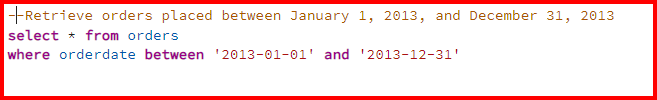 --Retrieve orders placed between January 1, 2013, and December 31, 2013
select * from orders
where orderdate between '2013-01-01' and '2013-12-31'